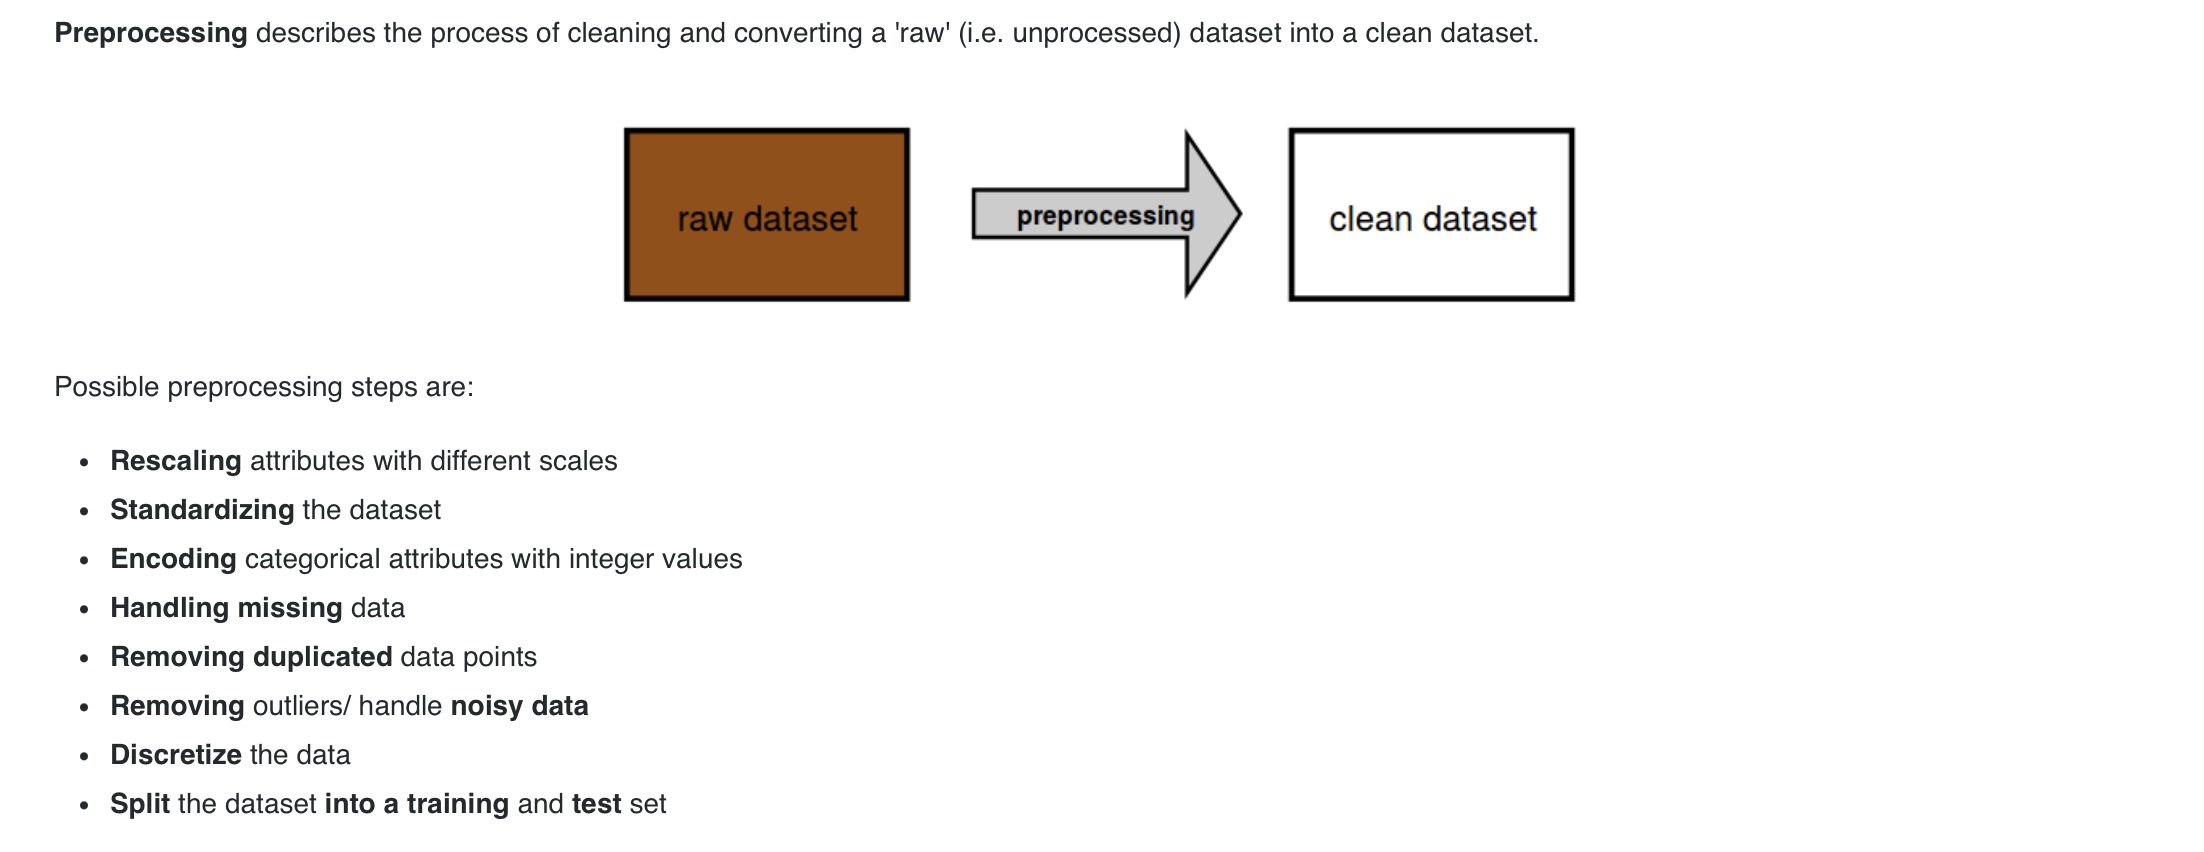 Preprocessing describes the process of cleaning and converting a 'raw' (i.e. unprocessed) dataset into a clean dataset.
raw dataset
preprocessing
clean dataset
Possible preprocessing steps are:
• Rescaling attributes with different scales
• Standardizing the dataset
• Encoding categorical attributes with integer values
• Handling missing data
• Removing duplicated data points
• Removing outliers/ handle noisy data
• Discretize the data
• Split the dataset into a training and test set